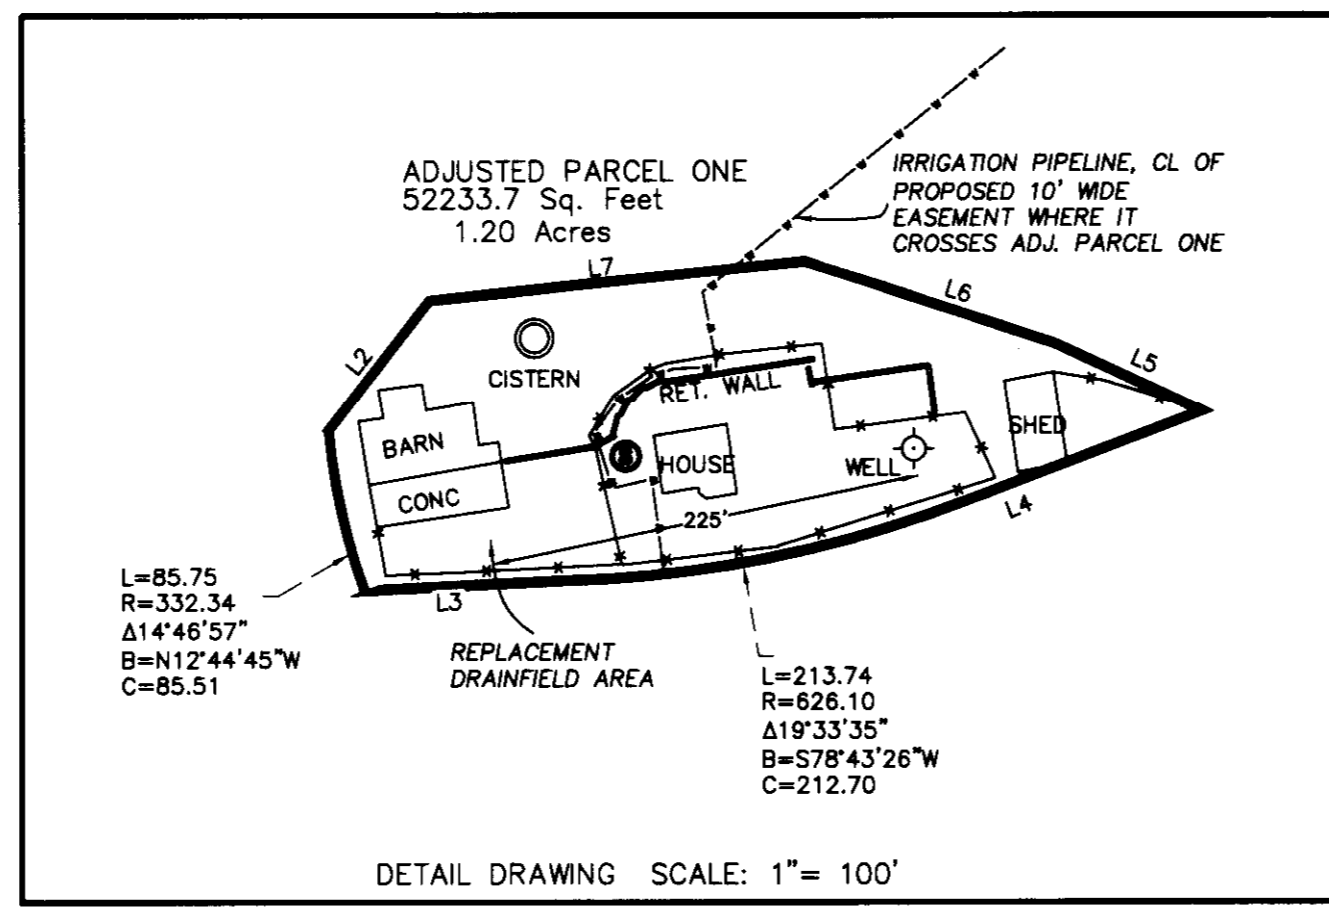 ADJUSTED PARCEL ONE
52233.7 Sq. Feet
1.20 Acres
IRRIGATION PIPELINE, CL OF
PROPOSED 10' WIDE
EASEMENT WHERE IT
CROSSES ADJ. PARCEL ONE
L7
L6
L2
L5
CISTERN
RET. WALL
BARN
SHED
HOUSE
WELL
CONC
225'
L4
L3
L=85.75
R=332.34
Δ14°46'57"
B=N12°44'45"W
C=85.51
REPLACEMENT
DRAINFIELD AREA
L=213.74
R=626.10
Δ19°33'35"
B=S78°43'26"W
C=212.70
DETAIL DRAWING SCALE: 1"= 100'